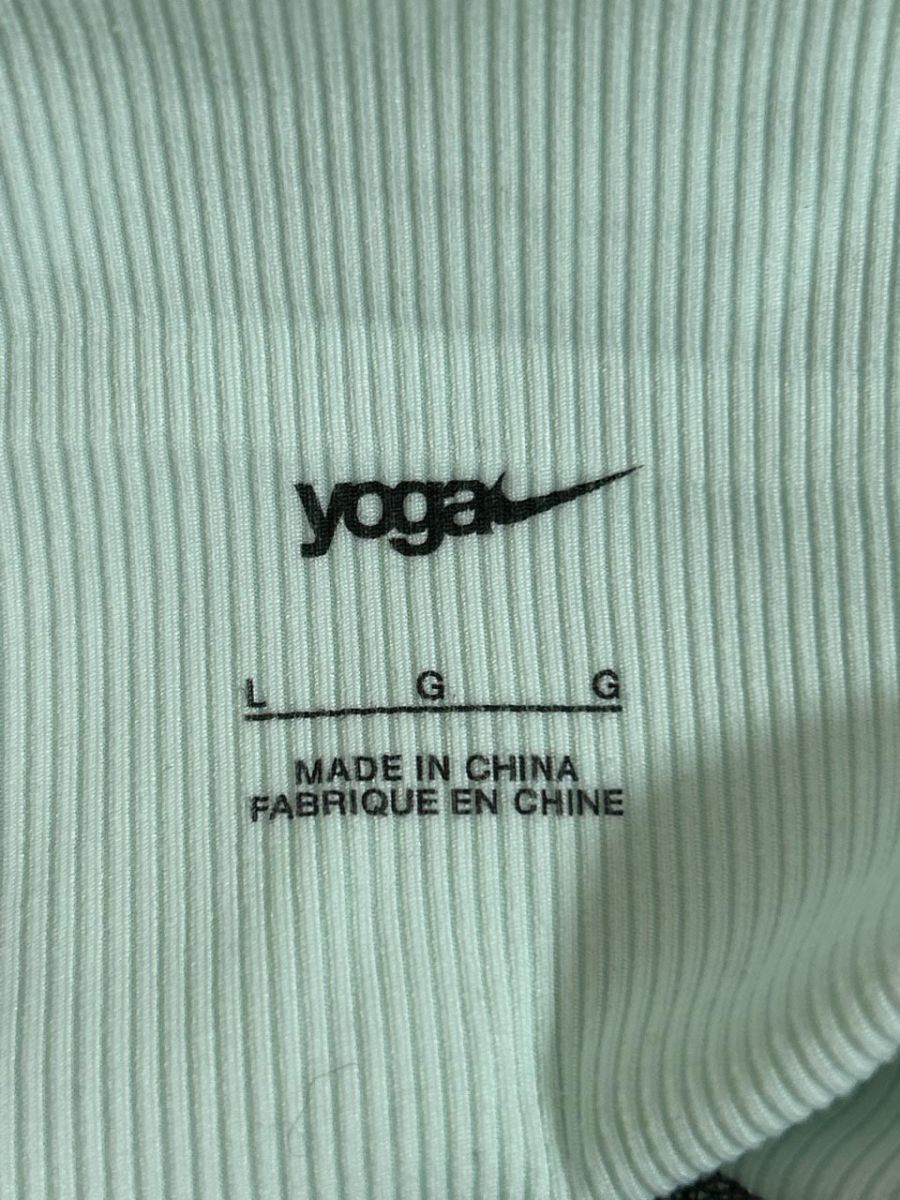 yoga
L G G
MADE IN CHINA
FABRIQUE EN CHINE